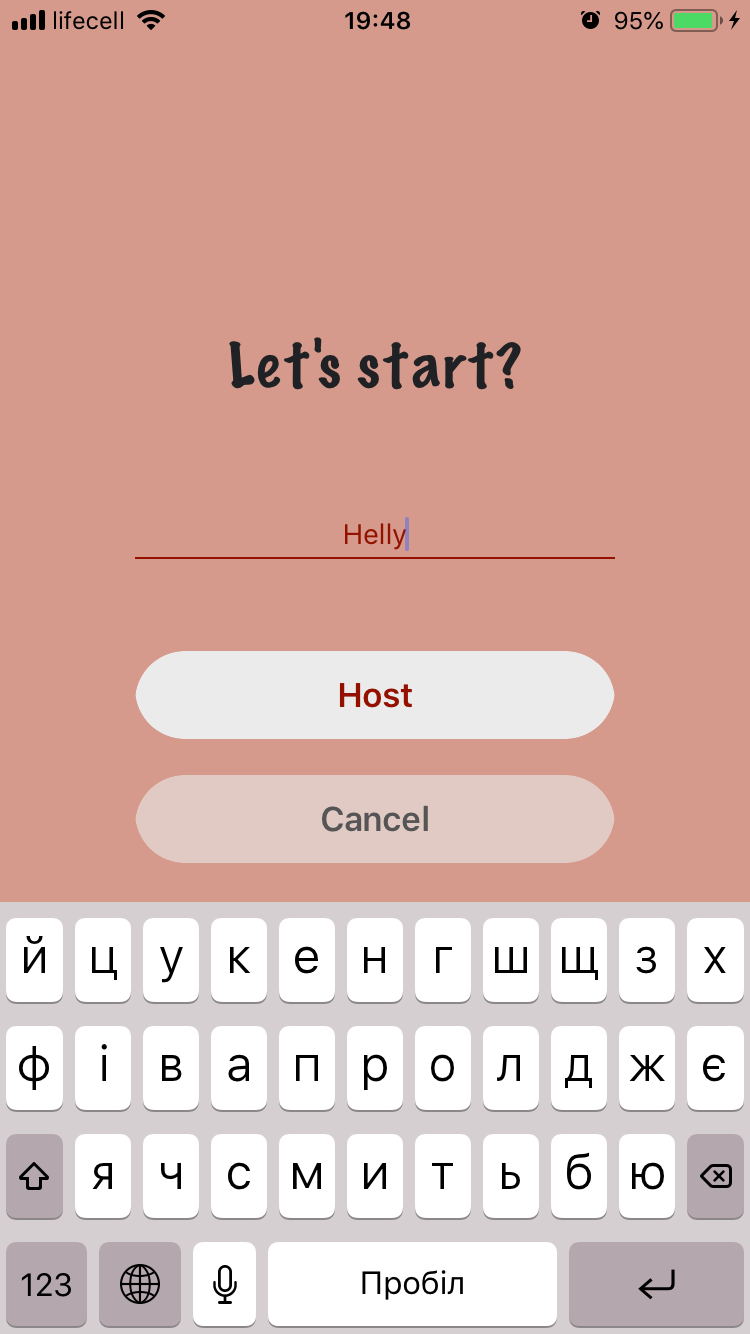 lifecell 19:48 95%
Let's start?
Helly
Host
Cancel
й ц у к е н г ш щ з х
ф і в а п р о л д ж є
я ч с м и т ь б ю
123 Пробіл